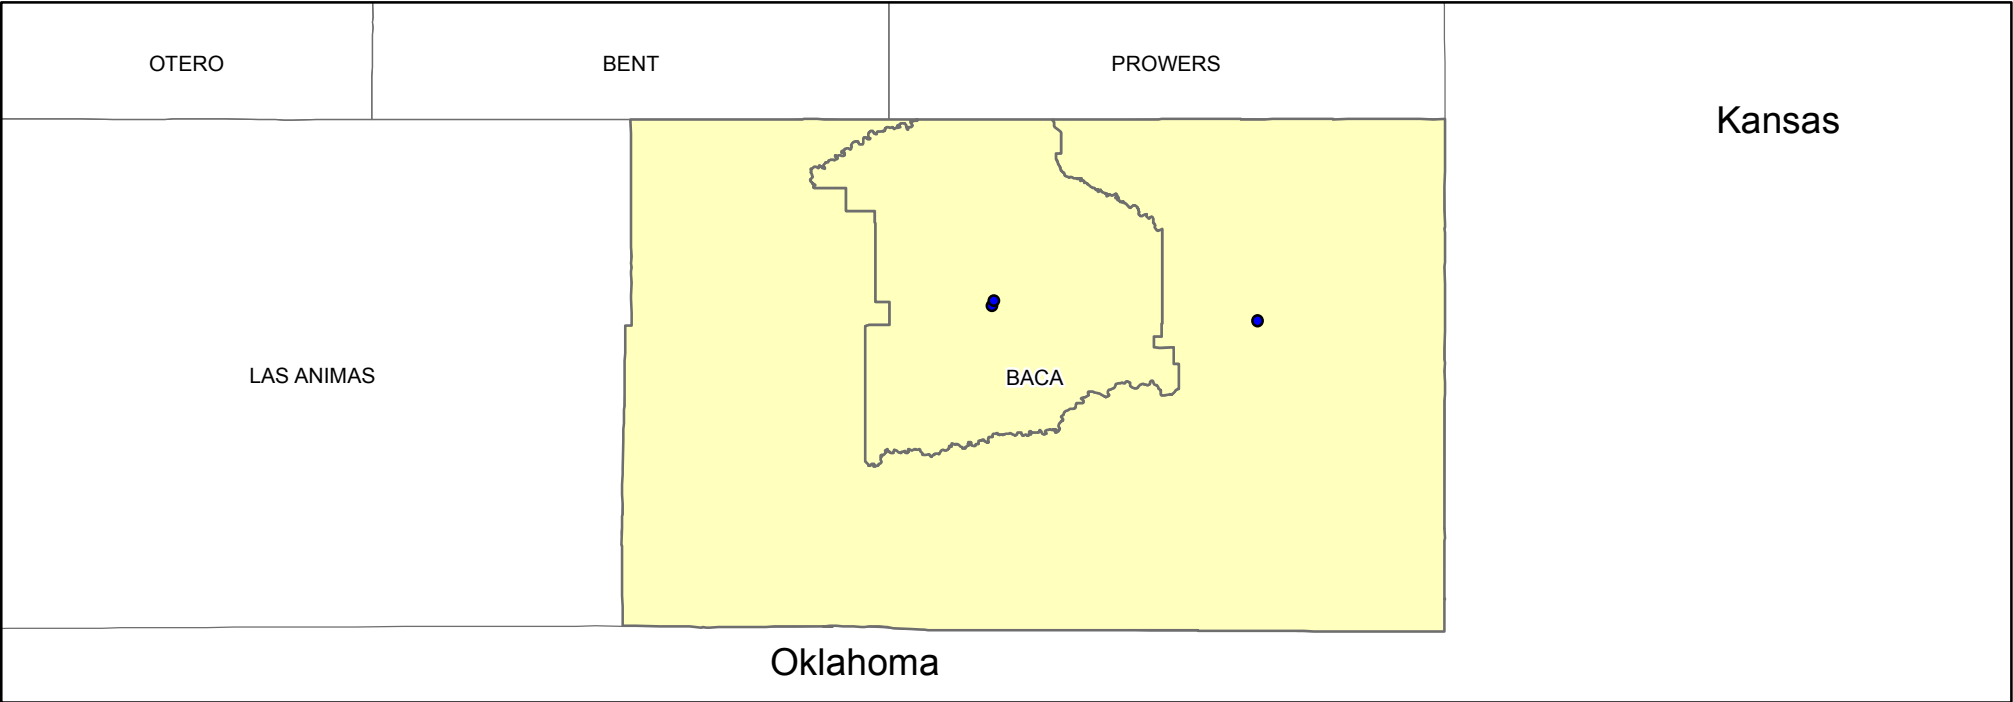 OTERO
BENT
PROWERS
Kansas
LAS ANIMAS
BACA
Oklahoma